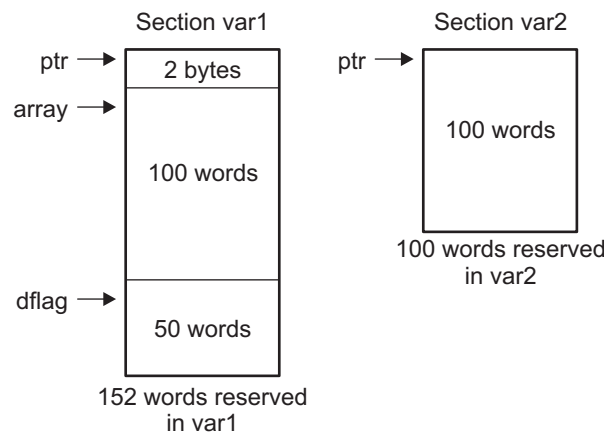 Section var1
ptr
2 bytes
array
100 words
dflag
50 words
152 words reserved
in var1
Section var2
ptr
100 words
100 words reserved
in var2